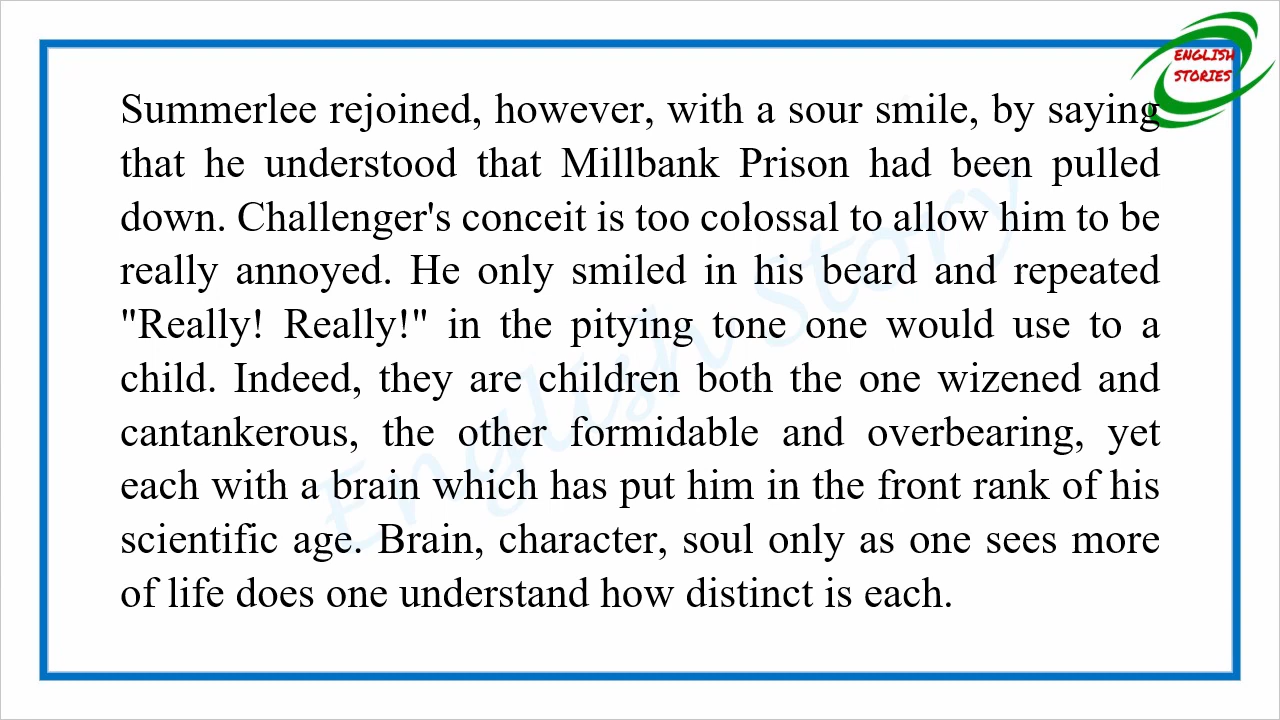 ENGLISH
STORIES
Summerlee rejoined, however, with a sour smile, by saying
that he understood that Millbank Prison had been pulled
down. Challenger's conceit is too colossal to allow him to be
really annoyed. He only smiled in his beard and repeated
"Really! Really!" in the pitying tone one would use to a
child. Indeed, they are children both the one wizened and
cantankerous, the other formidable and overbearing, yet
each with a brain which has put him in the front rank of his
scientific age. Brain, character, soul only as one sees more
of life does one understand how distinct is each.
English Story